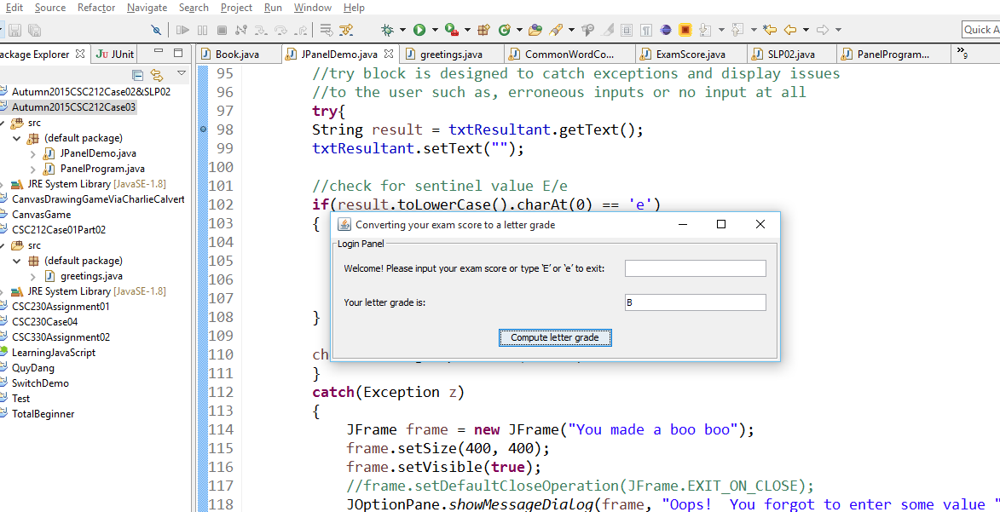 Edit Source Refactor Navigate Search Project Run Window Help
Quick A
ackage Explorer JUnit
Book.java JPanelDemo.java greetings.java CommonWordCo... ExamScore.java SLP02.java PanelProgram... »9
Autumn2015CSC212Case02&SLP02
Autumn2015CSC212Case03
src
(default package)
JPanelDemo.java
PanelProgram.java
JRE System Library [JavaSE-1.8]
CanvasDrawingGameViaCharlieCalvert
CanvasGame
CSC212Case01Part02
src
(default package)
greetings.java
JRE System Library [JavaSE-1.8]
CSC230Assignment01
CSC230Case04
CSC330Assignment02
LearningJavaScript
QuyDang
SwitchDemo
Test
TotalBeginner
95 //try block is designed to catch exceptions and display issues
96 //to the user such as, erroneous inputs or no input at all
97 try{
98 String result = txtResultant.getText();
99 txtResultant.setText("");
100
101 //check for sentinel value E/e
102 if(result.toLowerCase().charAt(0) == 'e')
103 {
104
105
106
107
108 }
109
110 ch
111 }
112 catch(Exception z)
113 {
114 JFrame frame = new JFrame("You made a boo boo");
115 frame.setSize(400, 400);
116 frame.setVisible(true);
117 //frame.setDefaultCloseOperation(JFrame.EXIT_ON_CLOSE);
118 JOptionPane.showMessageDialog(frame, "Oops! You forgot to enter some value "
Converting your exam score to a letter grade
Login Panel
Welcome! Please input your exam score or type 'E' or 'e' to exit:
Your letter grade is: B
Compute letter grade